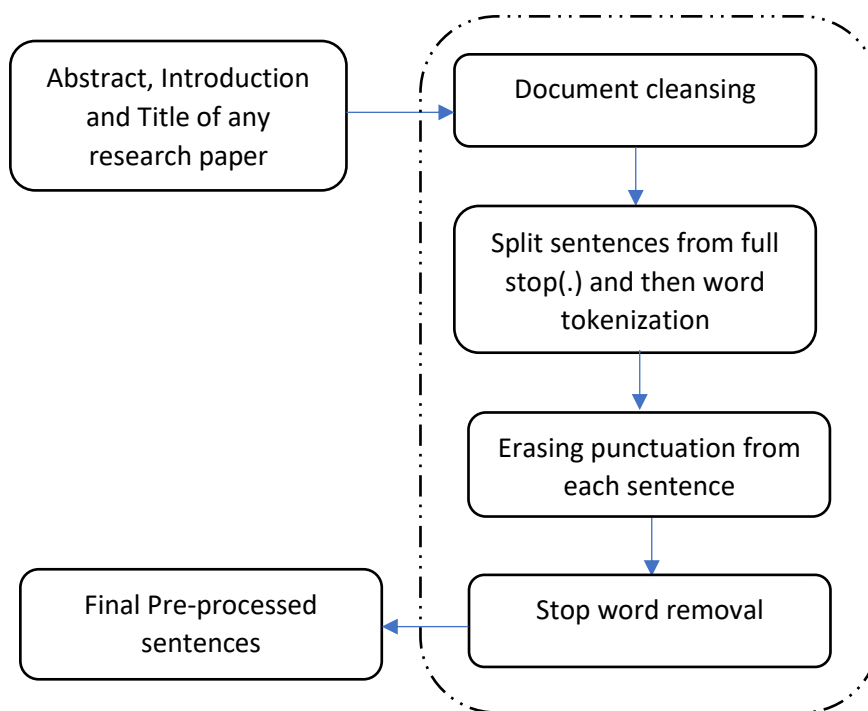 Abstract, Introduction
and Title of any
research paper
Document cleansing
Split sentences from full
stop(.) and then word
tokenization
Erasing punctuation from
each sentence
Stop word removal
Final Pre-processed
sentences